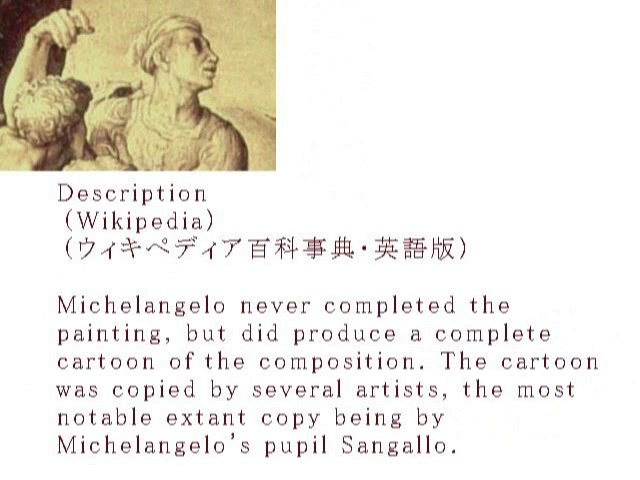 Description
(Wikipedia)
(ウィキペディア百科事典・英語版)
Michelangelo never completed the
painting, but did produce a complete
cartoon of the composition. The cartoon
was copied by several artists, the most
notable extant copy being by
Michelangelo's pupil Sangallo.